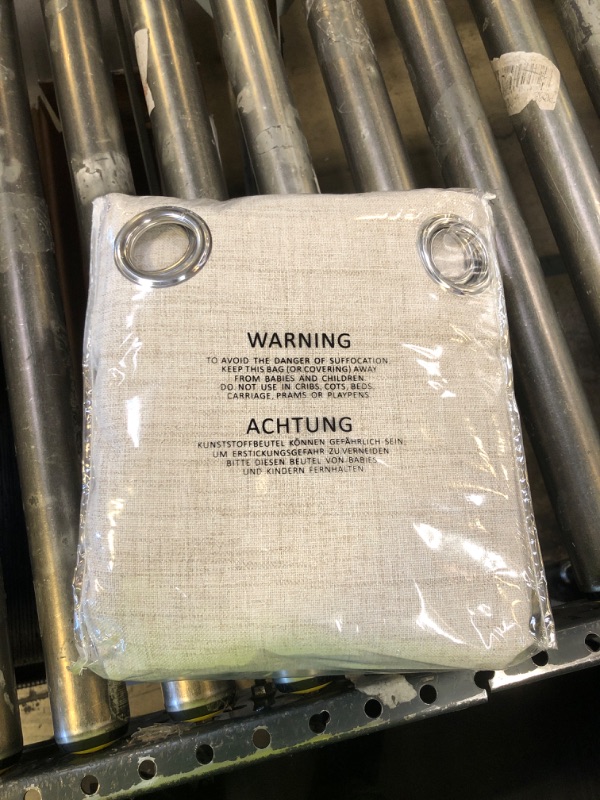 WARNING
TO AVOID THE DANGER OF SUFFOCATION
KEEP THIS BAG (OR COVERING) AWAY
FROM BABIES AND CHILDREN.
DO NOT USE IN CRIBS, COTS, BEDS,
CARRIAGE, PRAMS OR PLAYPENS
ACHTUNG
KUNSTSTOFFBEUTEL KÖNNEN GEFÄHRLICH SEIN,
UM ERSTICKUNGSGEFAHR ZU VERNEIDEN
BITTE DIESEN BEUTEL VON BABIES
UND KINDERN FERNHALTEN